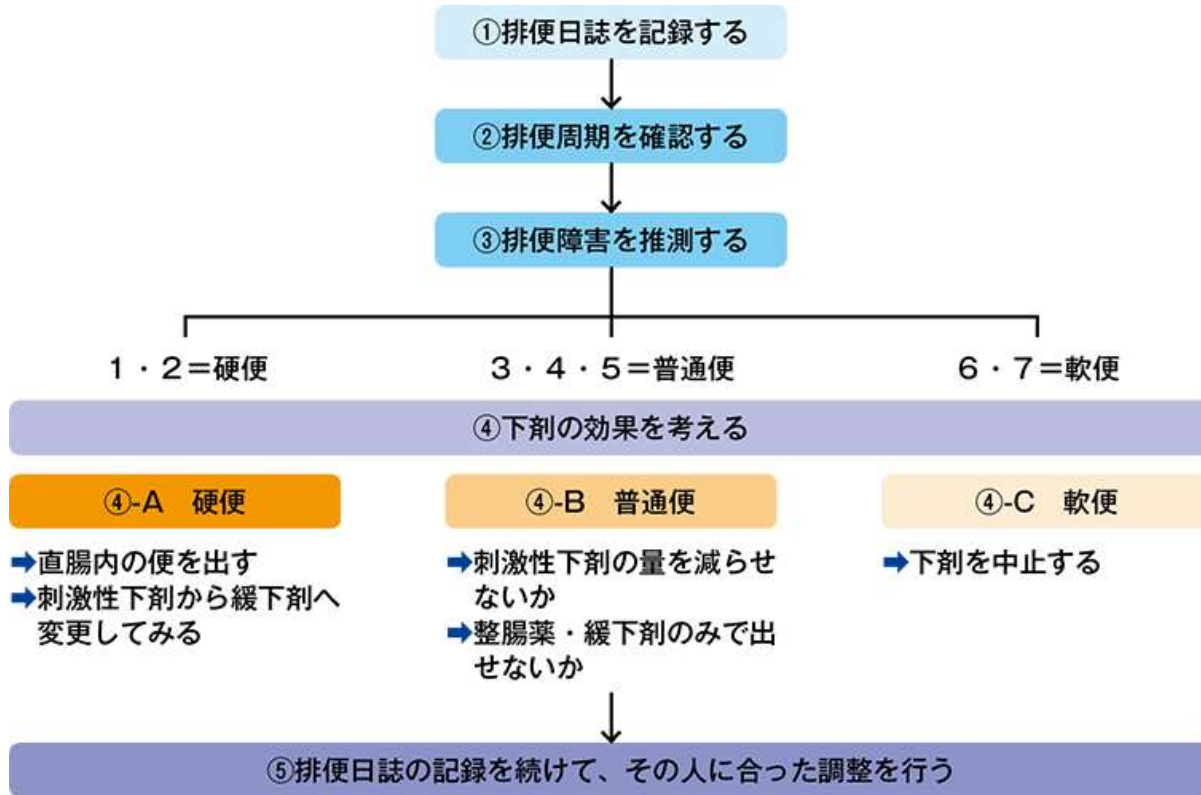 ①排便日誌を記録する
②排便周期を確認する
③排便障害を推測する
1・2＝硬便
3・4・5＝普通便
6・7＝軟便
④下剤の効果を考える
④-A 硬便
➡直腸内の便を出す
➡刺激性下剤から緩下剤へ
変更してみる
④-B 普通便
➡刺激性下剤の量を減らせ
ないか
➡整腸薬・緩下剤のみで出
せないか
④-C 軟便
➡下剤を中止する
⑤排便日誌の記録を続けて、その人に合った調整を行う